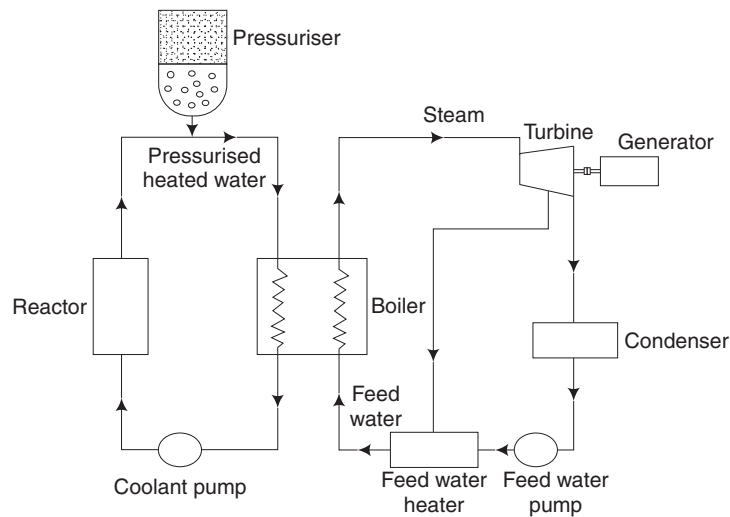 Pressuriser
Steam
Turbine
Generator
Pressurised
heated water
Reactor
Boiler
Condenser
Feed
water
Coolant pump
Feed water
heater
Feed water
pump